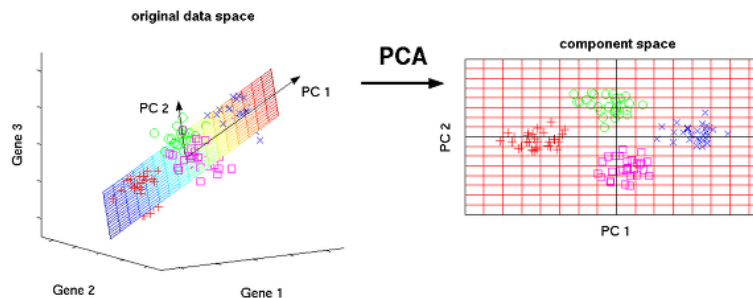 original data space
PCA
component space
PC 1
PC 2
Gene 3
Gene 2
Gene 1
PC 2
PC 1